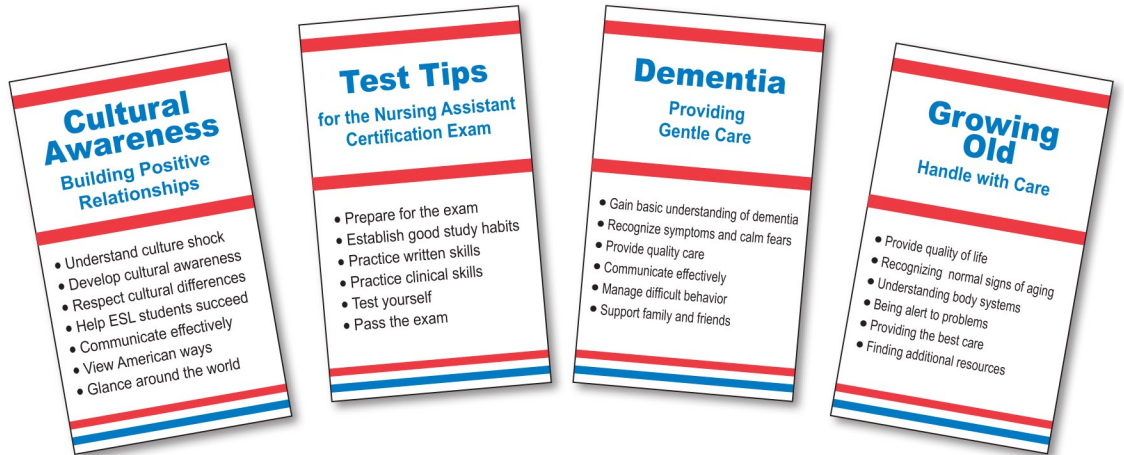 Cultural
Awareness
Building Positive
Relationships
• Understand culture shock
• Develop cultural awareness
• Respect cultural differences
• Help ESL students succeed
• Communicate effectively
• View American ways
• Glance around the world
Test Tips
for the Nursing Assistant
Certification Exam
• Prepare for the exam
• Establish good study habits
• Practice written skills
• Practice clinical skills
• Test yourself
• Pass the exam
Dementia
Providing
Gentle Care
• Gain basic understanding of dementia
• Recognize symptoms and calm fears
• Provide quality care
• Communicate effectively
• Manage difficult behavior
• Support family and friends
Growing
Old
Handle with Care
• Provide quality of life
• Recognizing normal signs of aging
• Understanding body systems
• Being alert to problems
• Providing the best care
• Finding additional resources